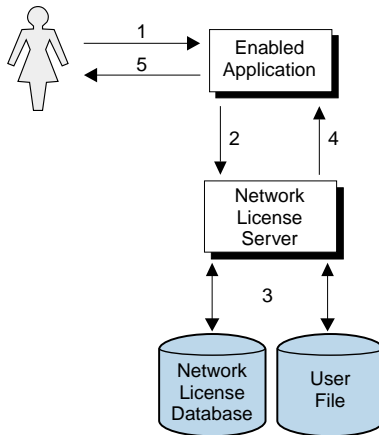 1
Enabled
Application
5
2
4
Network
License
Server
3
Network
License
Database
User
File